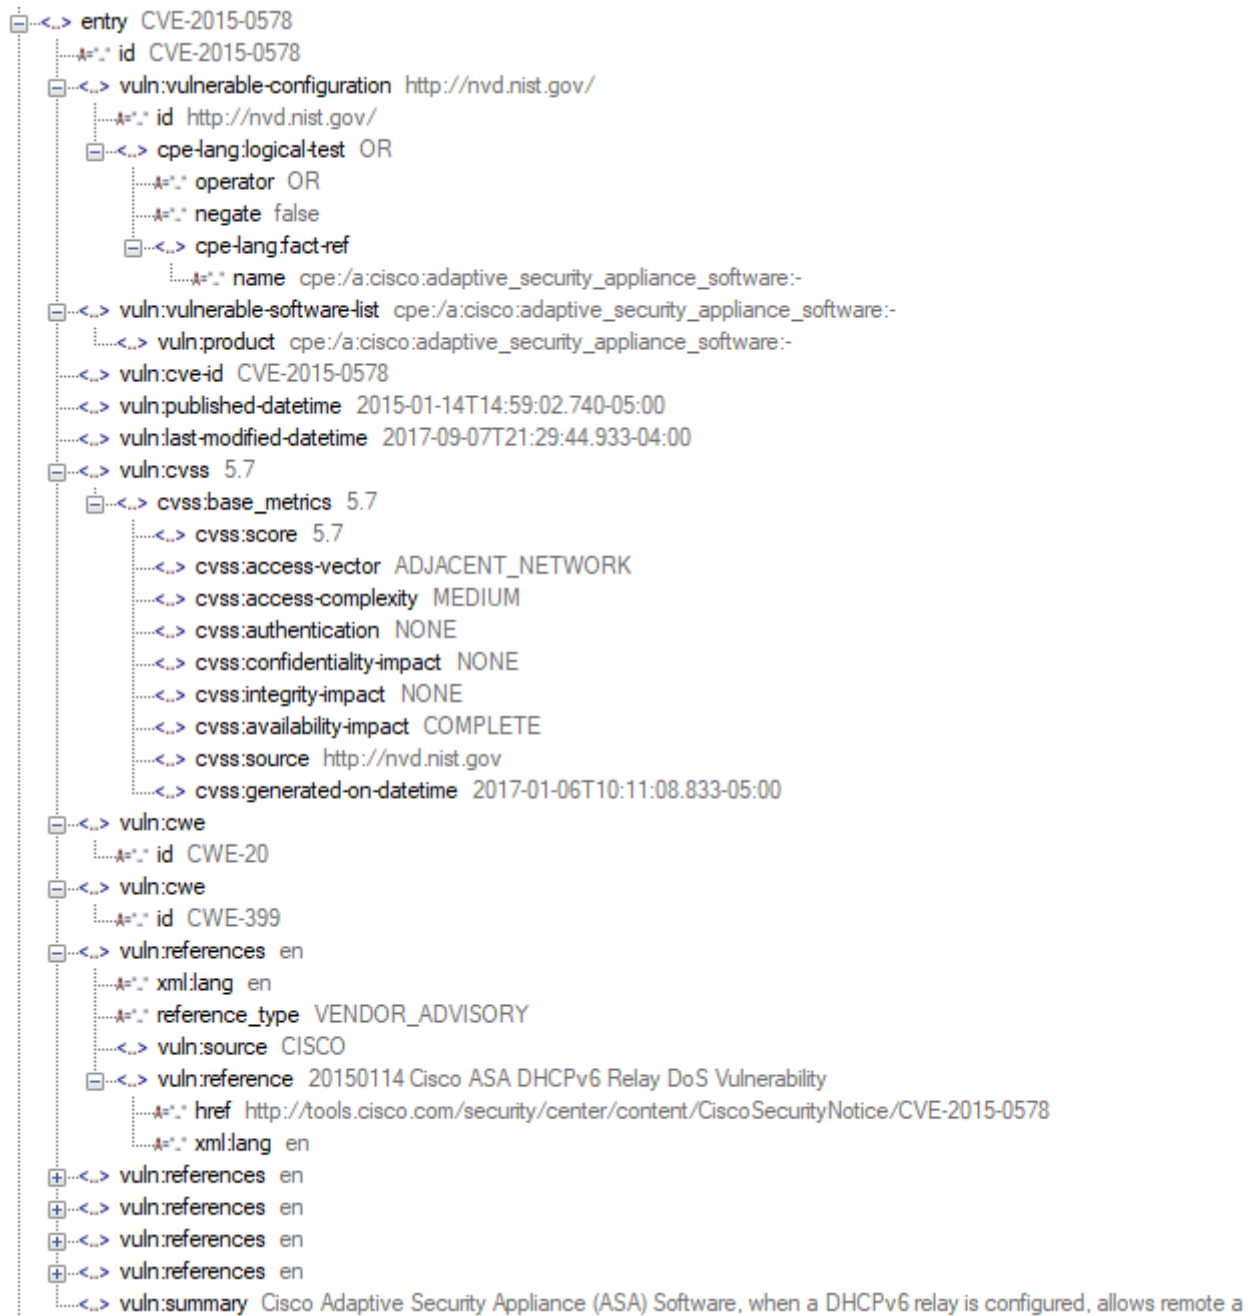 entry CVE-2015-0578
id CVE-2015-0578
vuln:vulnerable-configuration http://nvd.nist.gov/
id http://nvd.nist.gov/
cpe-lang:logical-test OR
operator OR
negate false
cpe-lang:fact-ref
name cpe:/a:cisco:adaptive_security_appliance_software:-
vuln:vulnerable-software-list cpe:/a:cisco:adaptive_security_appliance_software:-
vuln:product cpe:/a:cisco:adaptive_security_appliance_software:-
vuln:cve-id CVE-2015-0578
vuln:published-datetime 2015-01-14T14:59:02.740-05:00
vuln:last-modified-datetime 2017-09-07T21:29:44.933-04:00
vuln:cvss 5.7
cvss:base_metrics 5.7
cvss:score 5.7
cvss:access-vector ADJACENT_NETWORK
cvss:access-complexity MEDIUM
cvss:authentication NONE
cvss:confidentiality-impact NONE
cvss:integrity-impact NONE
cvss:availability-impact COMPLETE
cvss:source http://nvd.nist.gov
cvss:generated-on-datetime 2017-01-06T10:11:08.833-05:00
vuln:cwe
id CWE-20
vuln:cwe
id CWE-399
vuln:references en
xml:lang en
reference_type VENDOR_ADVISORY
vuln:source CISCO
vuln:reference 20150114 Cisco ASA DHCPv6 Relay DoS Vulnerability
href http://tools.cisco.com/security/center/content/CiscoSecurityNotice/CVE-2015-0578
xml:lang en
vuln:references en
vuln:references en
vuln:references en
vuln:references en
vuln:summary Cisco Adaptive Security Appliance (ASA) Software, when a DHCPv6 relay is configured, allows remote a